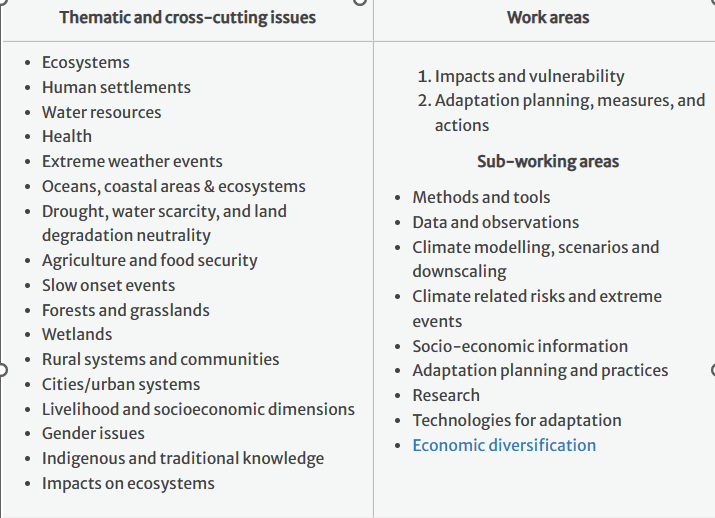 Thematic and cross-cutting issues
Ecosystems
Human settlements
Water resources
Health
Extreme weather events
Oceans, coastal areas & ecosystems
Drought, water scarcity, and land
degradation neutrality
Agriculture and food security
Slow onset events
Forests and grasslands
Wetlands
Rural systems and communities
Cities/urban systems
Livelihood and socioeconomic dimensions
Gender issues
Indigenous and traditional knowledge
Impacts on ecosystems
Work areas
1. Impacts and vulnerability
2. Adaptation planning, measures, and
actions
Sub-working areas
Methods and tools
Data and observations
Climate modelling, scenarios and
downscaling
Climate related risks and extreme
events
Socio-economic information
Adaptation planning and practices
Research
Technologies for adaptation
Economic diversification